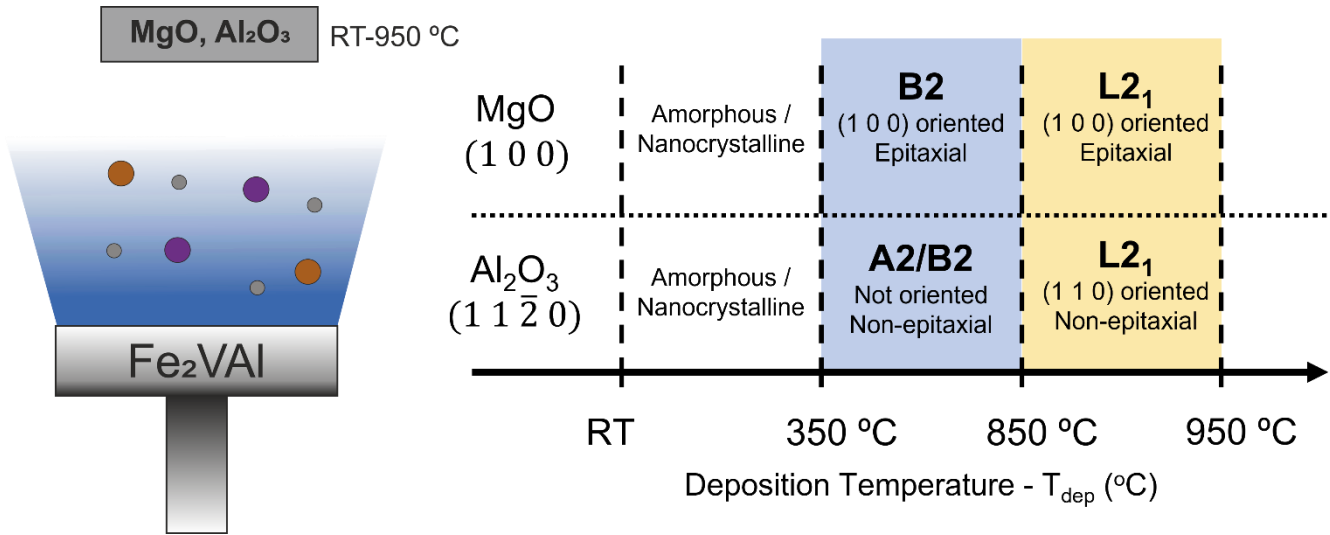 MgO, Al₂O₃
RT-950 ºC
Fe₂VAl
MgO
(1 0 0)
Amorphous /
Nanocrystalline
B2
(1 0 0) oriented
Epitaxial
L2₁
(1 0 0) oriented
Epitaxial
Al₂O₃
(1 1 2̅ 0)
Amorphous /
Nanocrystalline
A2/B2
Not oriented
Non-epitaxial
L2₁
(1 1 0) oriented
Non-epitaxial
RT
350 ºC
850 ºC
950 ºC
Deposition Temperature - T_dep (°C)